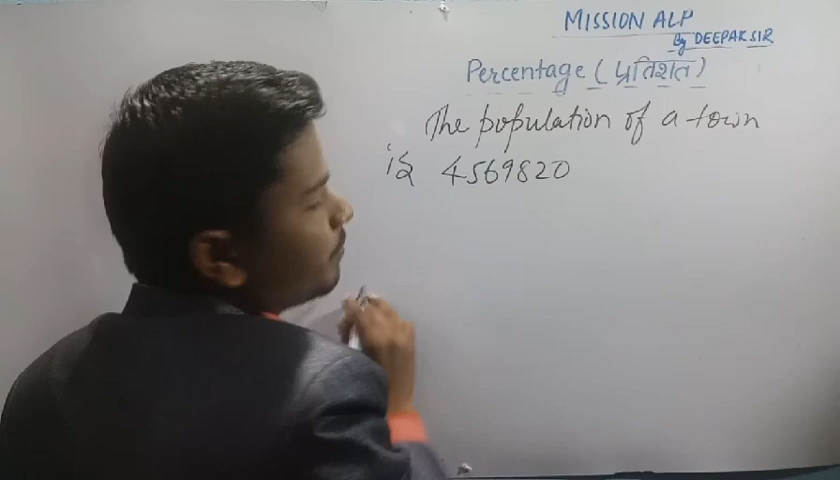 MISSION ALP
By DEEPAK SIR
Percentage (प्रतिशत)
The population of a town
is 4569820